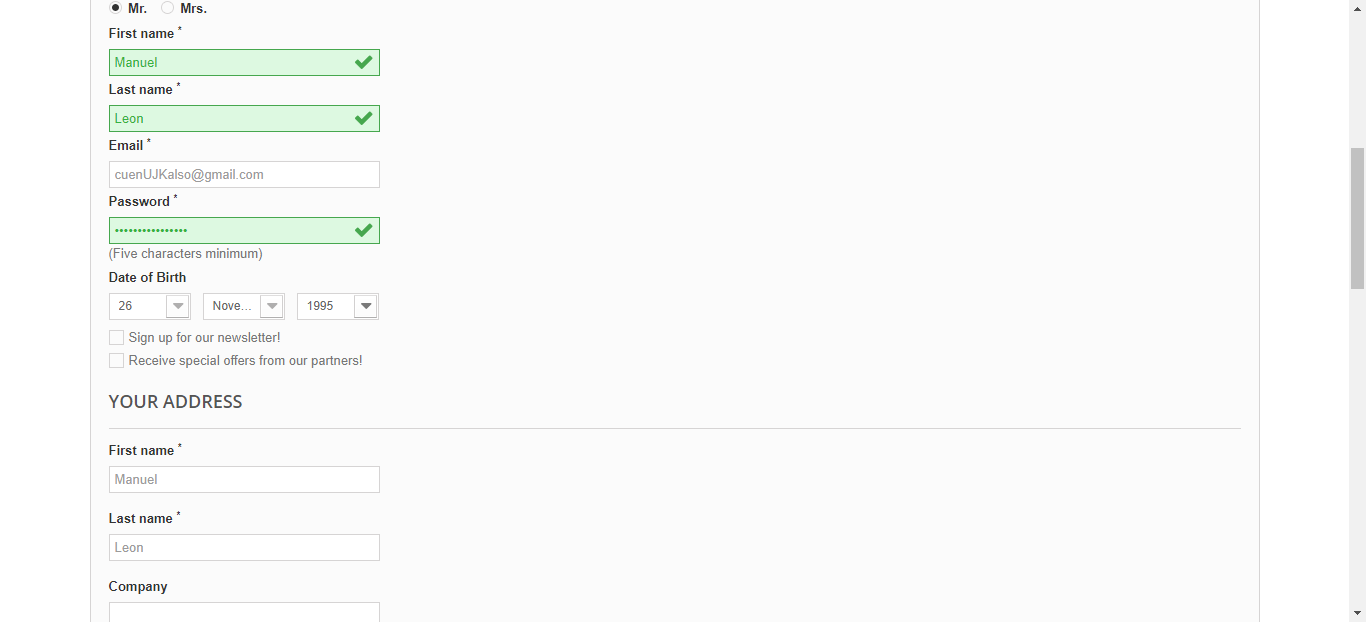 Mr. Mrs.
First name *
Manuel
Last name *
Leon
Email *
cuenUJKalso@gmail.com
Password *
••••••••••••••••
(Five characters minimum)
Date of Birth
26 Nove... 1995
Sign up for our newsletter!
Receive special offers from our partners!
YOUR ADDRESS
First name *
Manuel
Last name *
Leon
Company